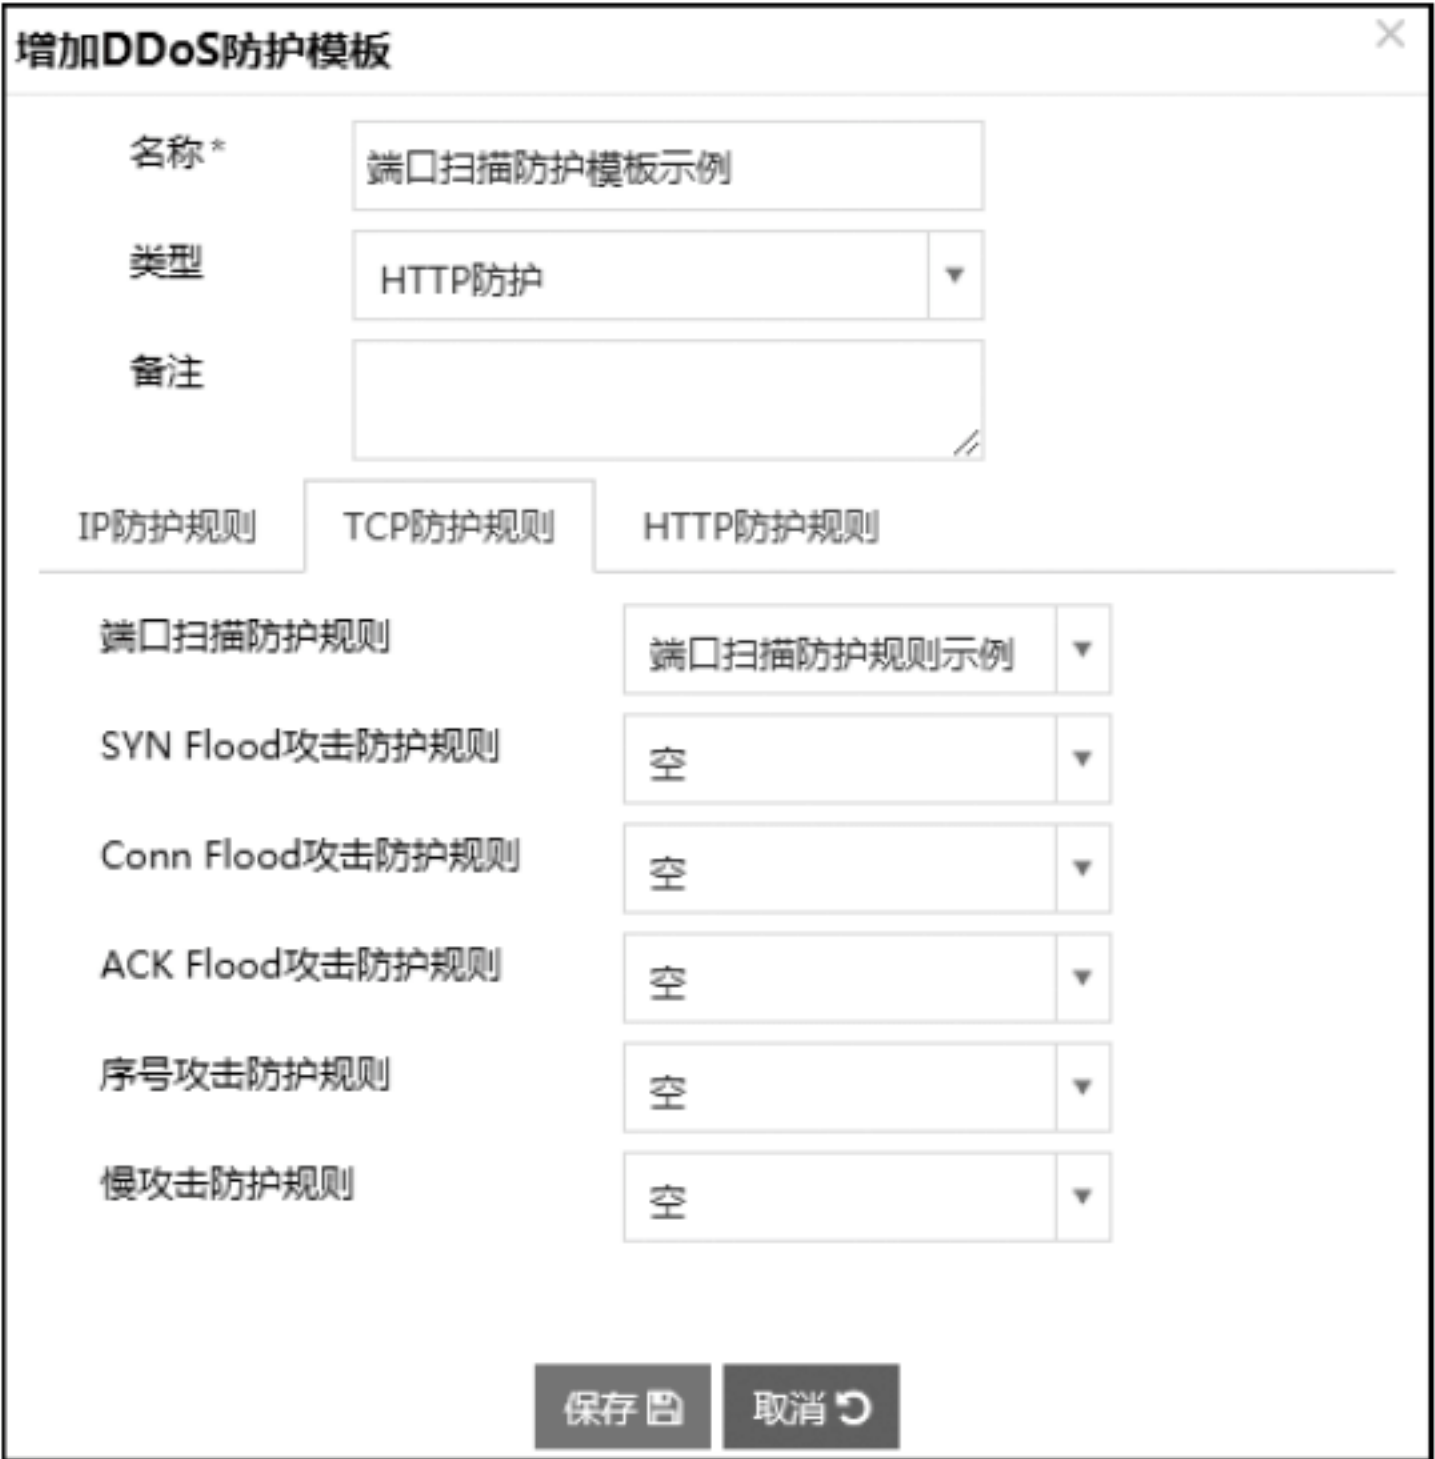 增加DDoS防护模板
名称* 端口扫描防护模板示例
类型 HTTP防护
备注
IP防护规则 TCP防护规则 HTTP防护规则
端口扫描防护规则 端口扫描防护规则示例
SYN Flood攻击防护规则 空
Conn Flood攻击防护规则 空
ACK Flood攻击防护规则 空
序号攻击防护规则 空
慢攻击防护规则 空
保存 取消